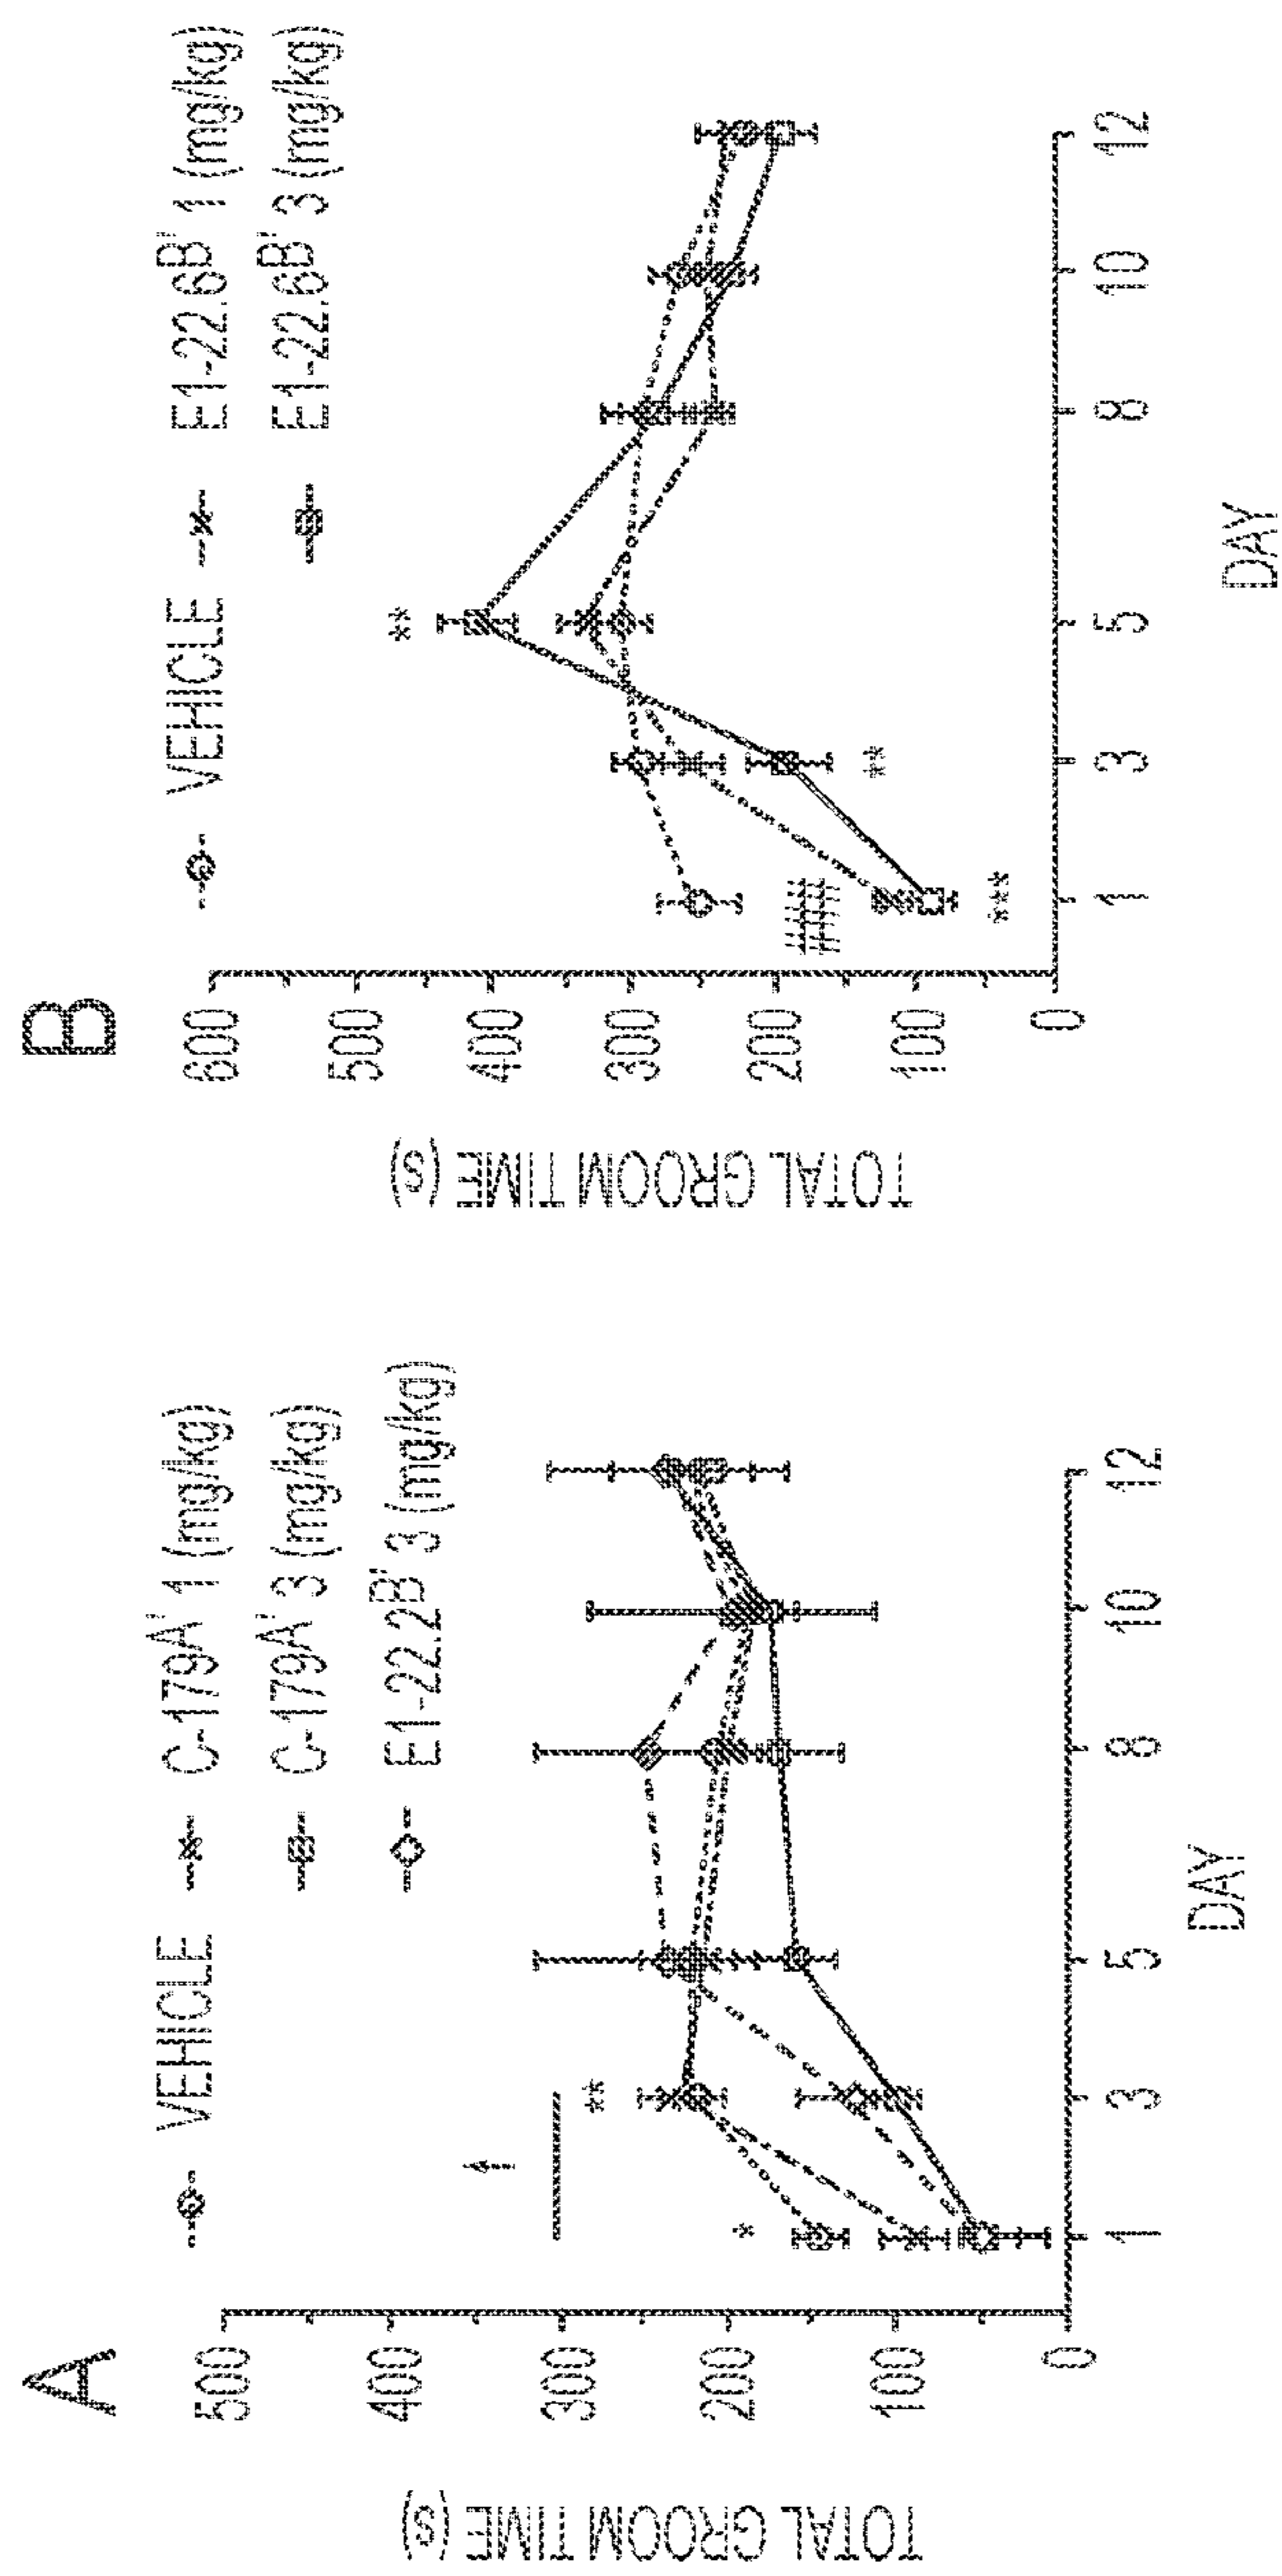 A
VEHICLE
C-179A' 1 (mg/kg)
C-179A' 3 (mg/kg)
E1-22.2B' 3 (mg/kg)
TOTAL GROOM TIME (s)
500
400
300
200
100
0
*
**
1 3 5 8 10 12
DAY
B
VEHICLE
E1-22.6B' 1 (mg/kg)
E1-22.6B' 3 (mg/kg)
TOTAL GROOM TIME (s)
600
500
400
300
200
100
0
**
**
***
1 3 5 8 10 12
DAY